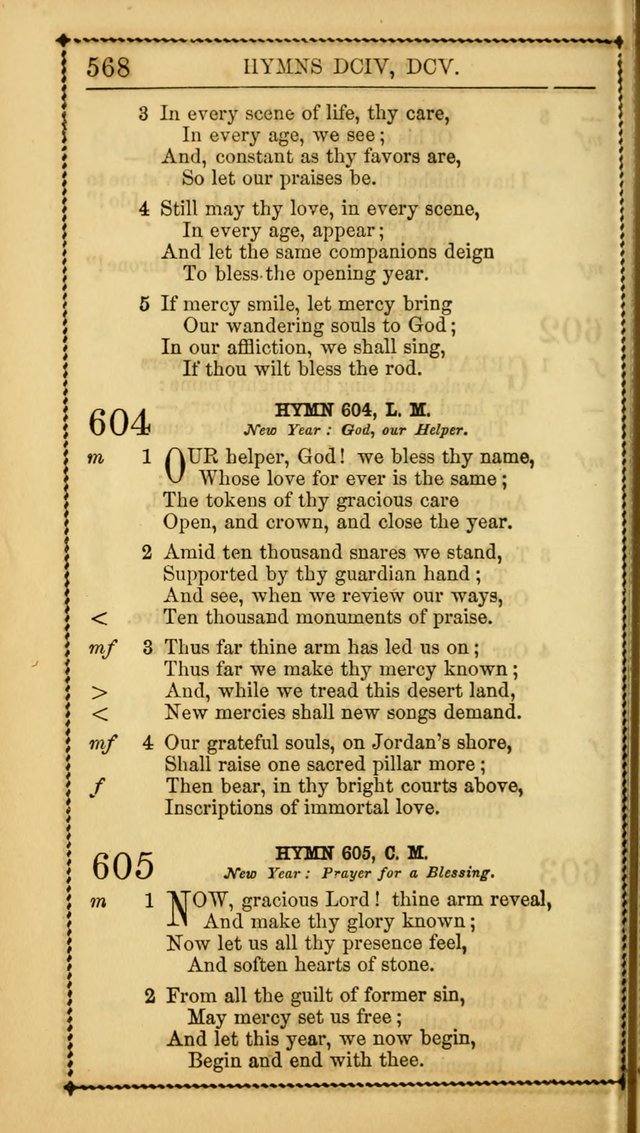 568 HYMNS DCIV, DCV.
3 In every scene of life, thy care,
In every age, we see;
And, constant as thy favors are,
So let our praises be.
4 Still may thy love, in every scene,
In every age, appear;
And let the same companions deign
To bless the opening year.
5 If mercy smile, let mercy bring
Our wandering souls to God;
In our affliction, we shall sing,
If thou wilt bless the rod.
604 HYMN 604, L. M.
New Year: God, our Helper.
m 1 OUR helper, God! we bless thy name,
Whose love for ever is the same;
The tokens of thy gracious care
Open, and crown, and close the year.
2 Amid ten thousand snares we stand,
Supported by thy guardian hand;
And see, when we review our ways,
< Ten thousand monuments of praise.
mf 3 Thus far thine arm has led us on;
Thus far we make thy mercy known;
> And, while we tread this desert land,
< New mercies shall new songs demand.
mf 4 Our grateful souls, on Jordan's shore,
Shall raise one sacred pillar more;
f Then bear, in thy bright courts above,
Inscriptions of immortal love.
605 HYMN 605, C. M.
New Year: Prayer for a Blessing.
m 1 NOW, gracious Lord! thine arm reveal,
And make thy glory known;
Now let us all thy presence feel,
And soften hearts of stone.
2 From all the guilt of former sin,
May mercy set us free;
And let this year, we now begin,
Begin and end with thee.